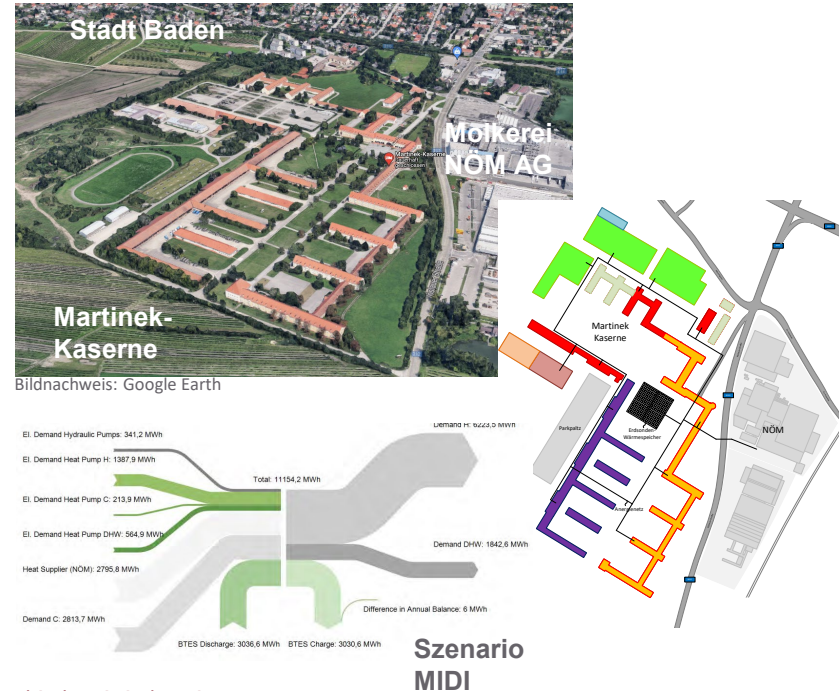 Stadt Baden
Molkerei
NÖM AG
Martinek-Kaserne
Martinek-
Kaserne
Bildnachweis: Google Earth
Martinek
Kaserne
Parkplatz
Erdsonden
Wärmespeicher
NÖM
Anergienetz
El. Demand Hydraulic Pumps: 341,2 MWh
El. Demand Heat Pump H: 1387,9 MWh
El. Demand Heat Pump C: 213,9 MWh
El. Demand Heat Pump DHW: 564,9 MWh
Heat Supplier (NÖM): 2795,8 MWh
Demand C: 2813,7 MWh
Total: 11154,2 MWh
Demand H: 6223,5 MWh
Demand DHW: 1842,6 MWh
Difference in Annual Balance: 6 MWh
BTES Discharge: 3036,6 MWh
BTES Charge: 3030,6 MWh
Szenario
MIDI